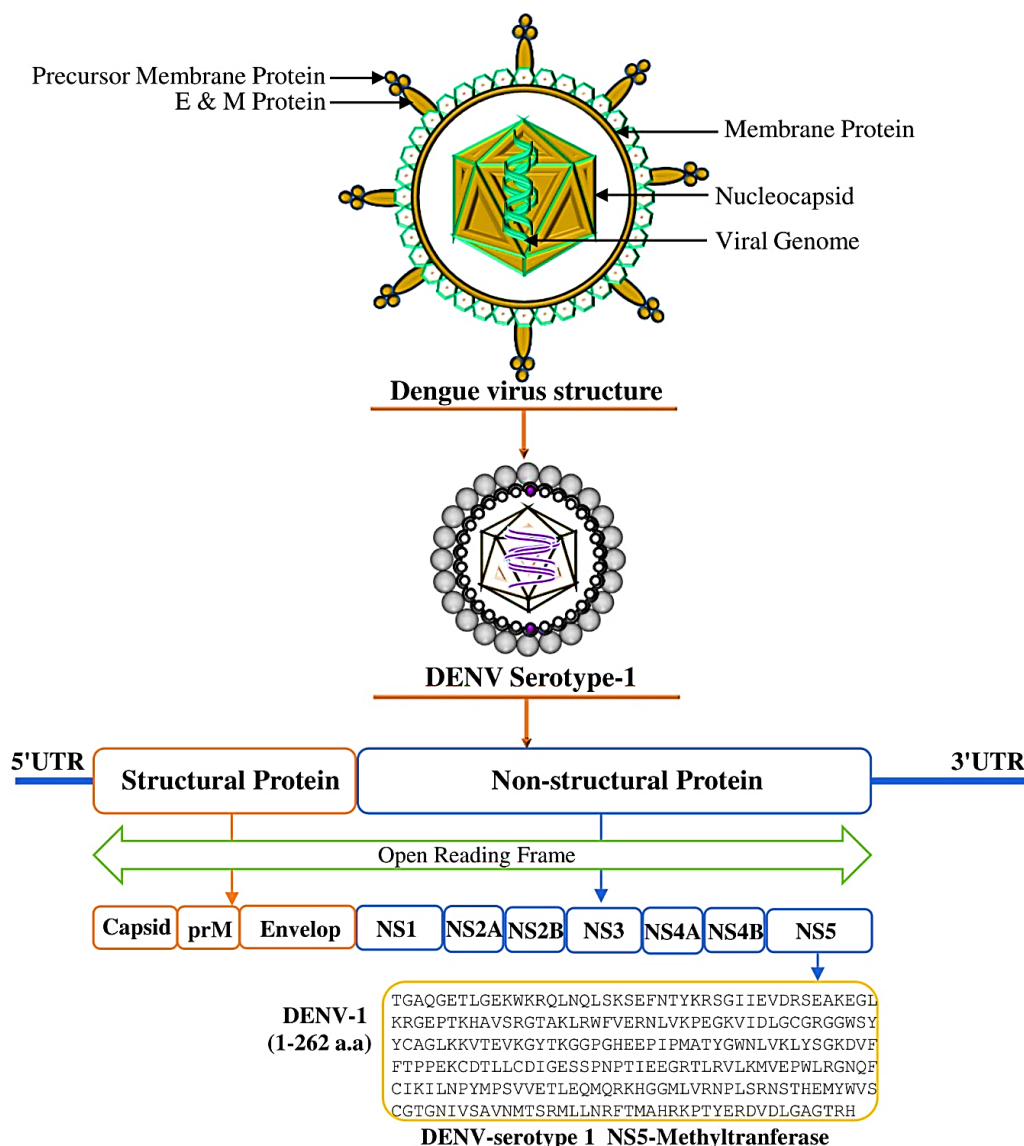 Precursor Membrane Protein
E & M Protein
Membrane Protein
Nucleocapsid
Viral Genome
Dengue virus structure
DENV Serotype-1
5'UTR
Structural Protein
Non-structural Protein
3'UTR
Open Reading Frame
Capsid
prM
Envelop
NS1
NS2A
NS2B
NS3
NS4A
NS4B
NS5
DENV-1
(1-262 a.a)
TGAQGETLGEKWKRQLNQLSKSEFNTYKRSGIIEVDRSEAKEGL
KRGEPTKHAVSRGTAKLRWFVERNLVKPEGKVIDLGCGRGGWSY
YCAGLKKVTEVKGYTKGGPGHEEPIPMATYGWNLVKLYSGKDVF
FTPPEKCDTLLCDIGESSPNPTIEEGRTLRVLKMVEPWLRGNQF
CIKILNPYMPSVVETLEQMQRKHGGMLVRNPLSRNSTHEMYWVS
CGTGNIVSAVNMTSRMLLNRFTMAHRKPTYERDVDLGAGTRH
DENV-serotype 1 NS5-Methyltranferase